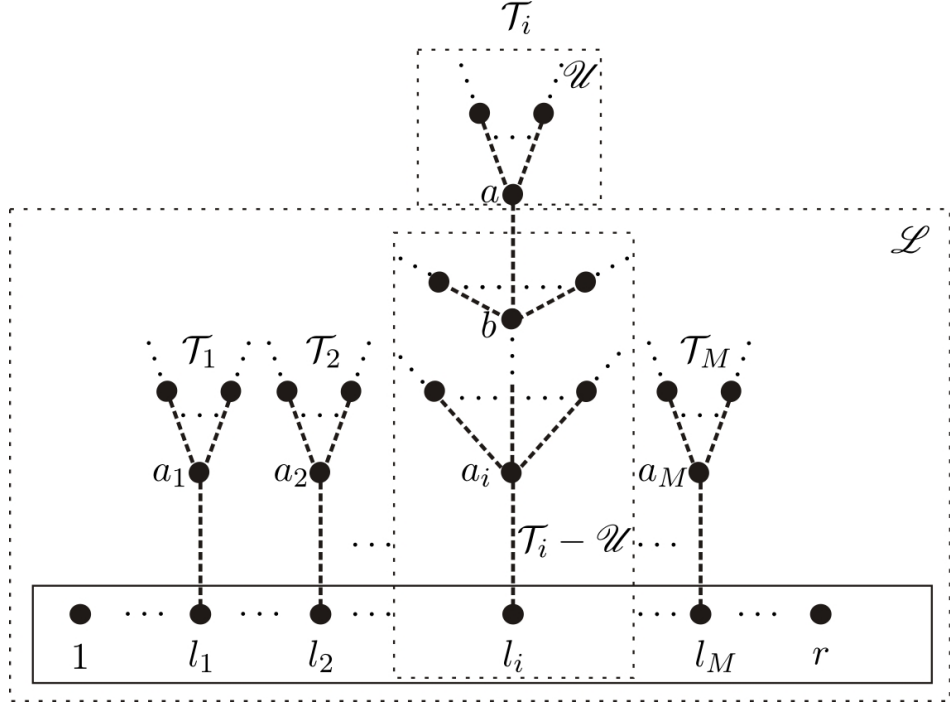 𝒯ᵢ
𝒰
a
ℒ
b
𝒯₁ 𝒯₂ 𝒯_M
a₁ a₂ aᵢ a_M
𝒯ᵢ − 𝒰
1 l₁ l₂ lᵢ l_M r